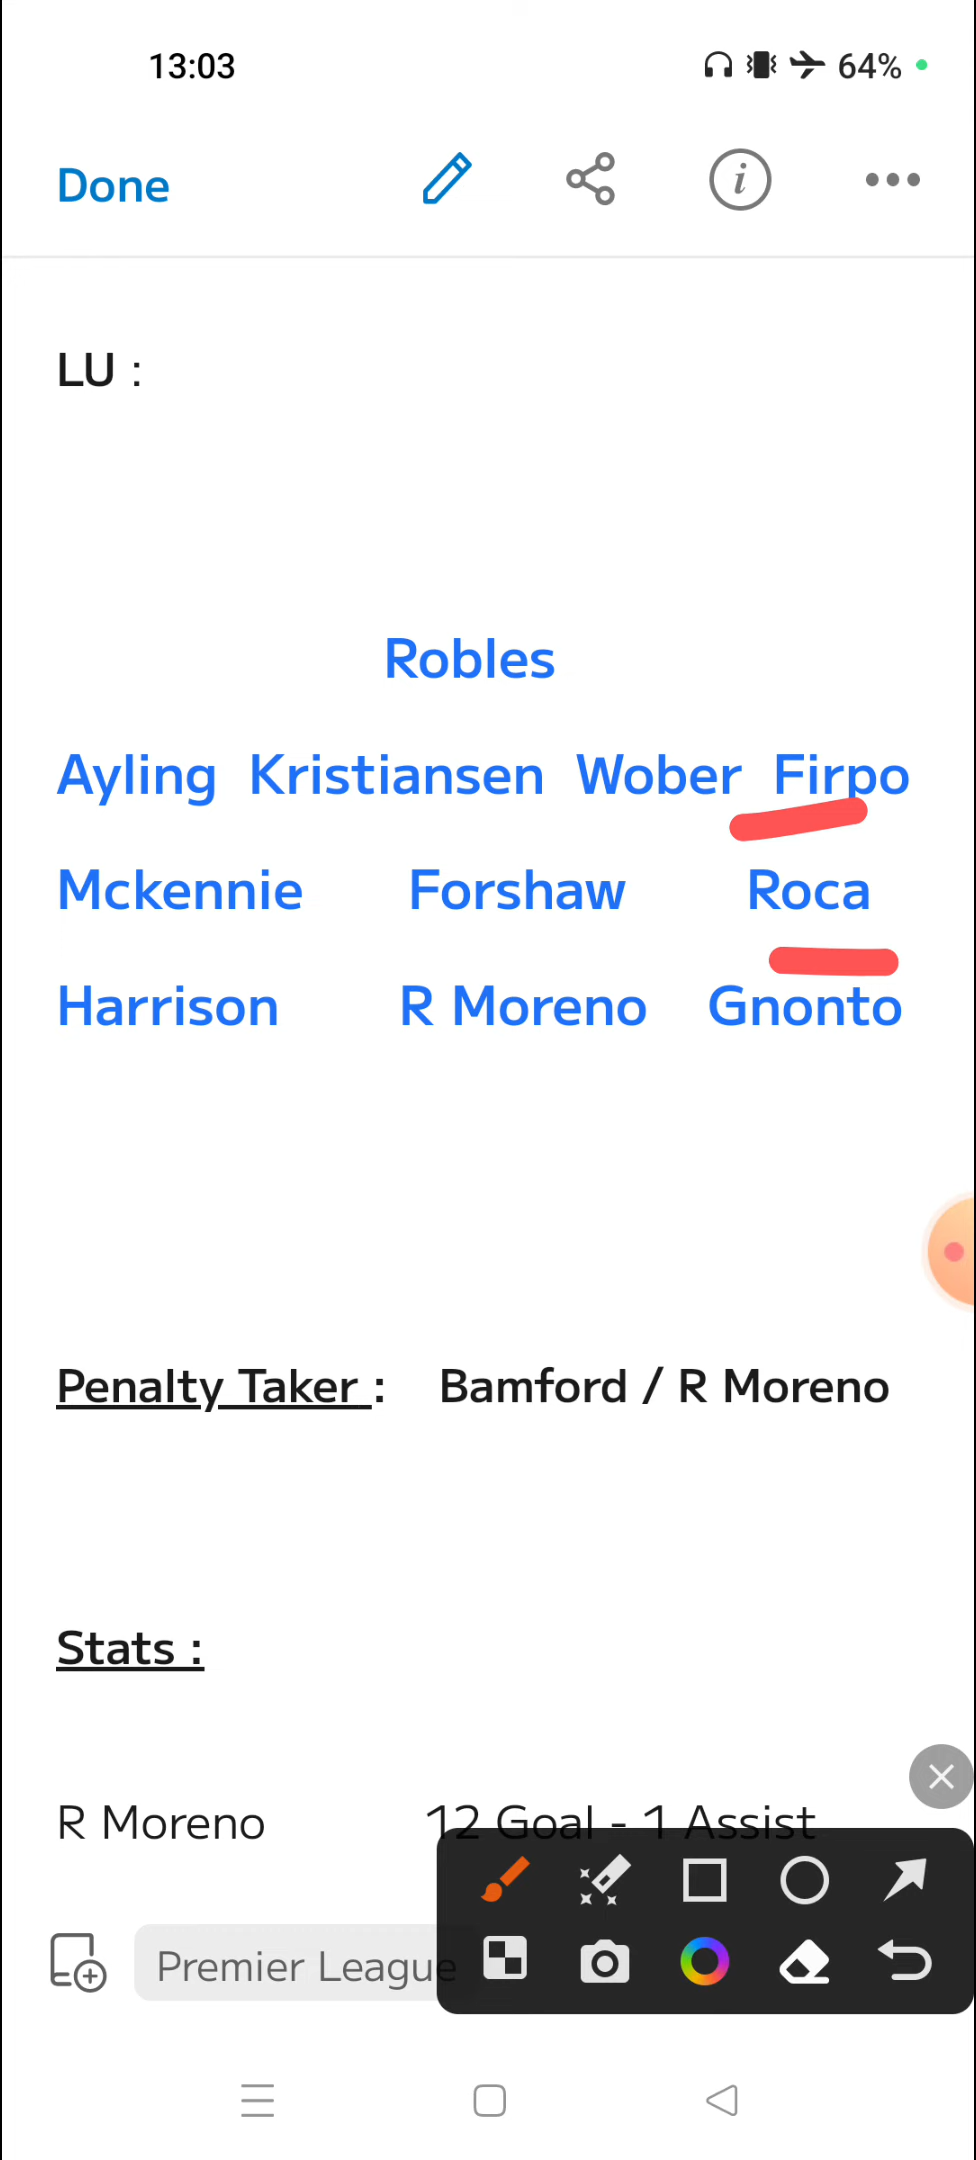 13:03 64%
Done
LU :
Robles
Ayling Kristiansen Wober Firpo
Mckennie Forshaw Roca
Harrison R Moreno Gnonto
Penalty Taker : Bamford / R Moreno
Stats :
R Moreno 12 Goal - 1 Assist
Premier League